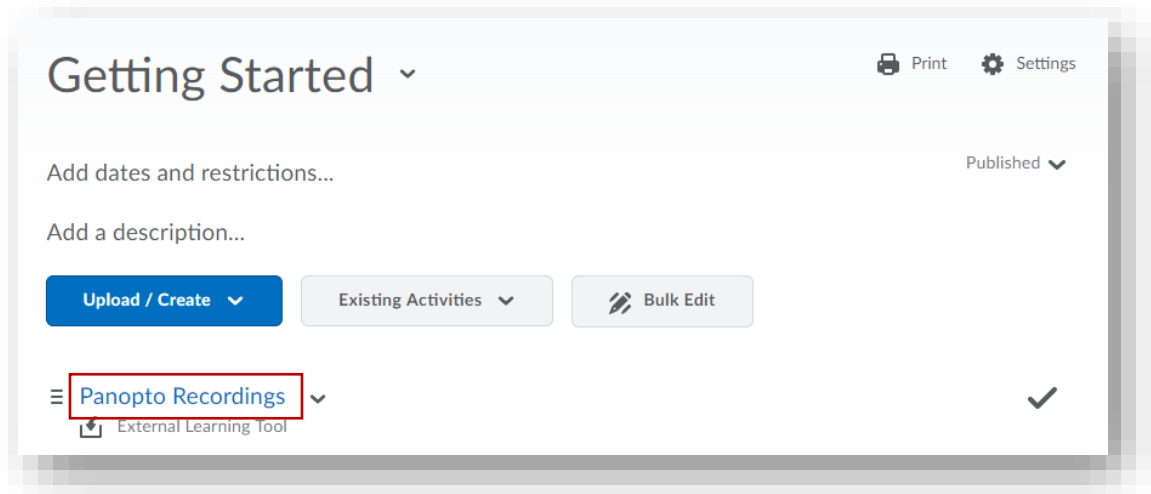 Getting Started
Print
Settings
Add dates and restrictions...
Published
Add a description...
Upload / Create
Existing Activities
Bulk Edit
Panopto Recordings
External Learning Tool